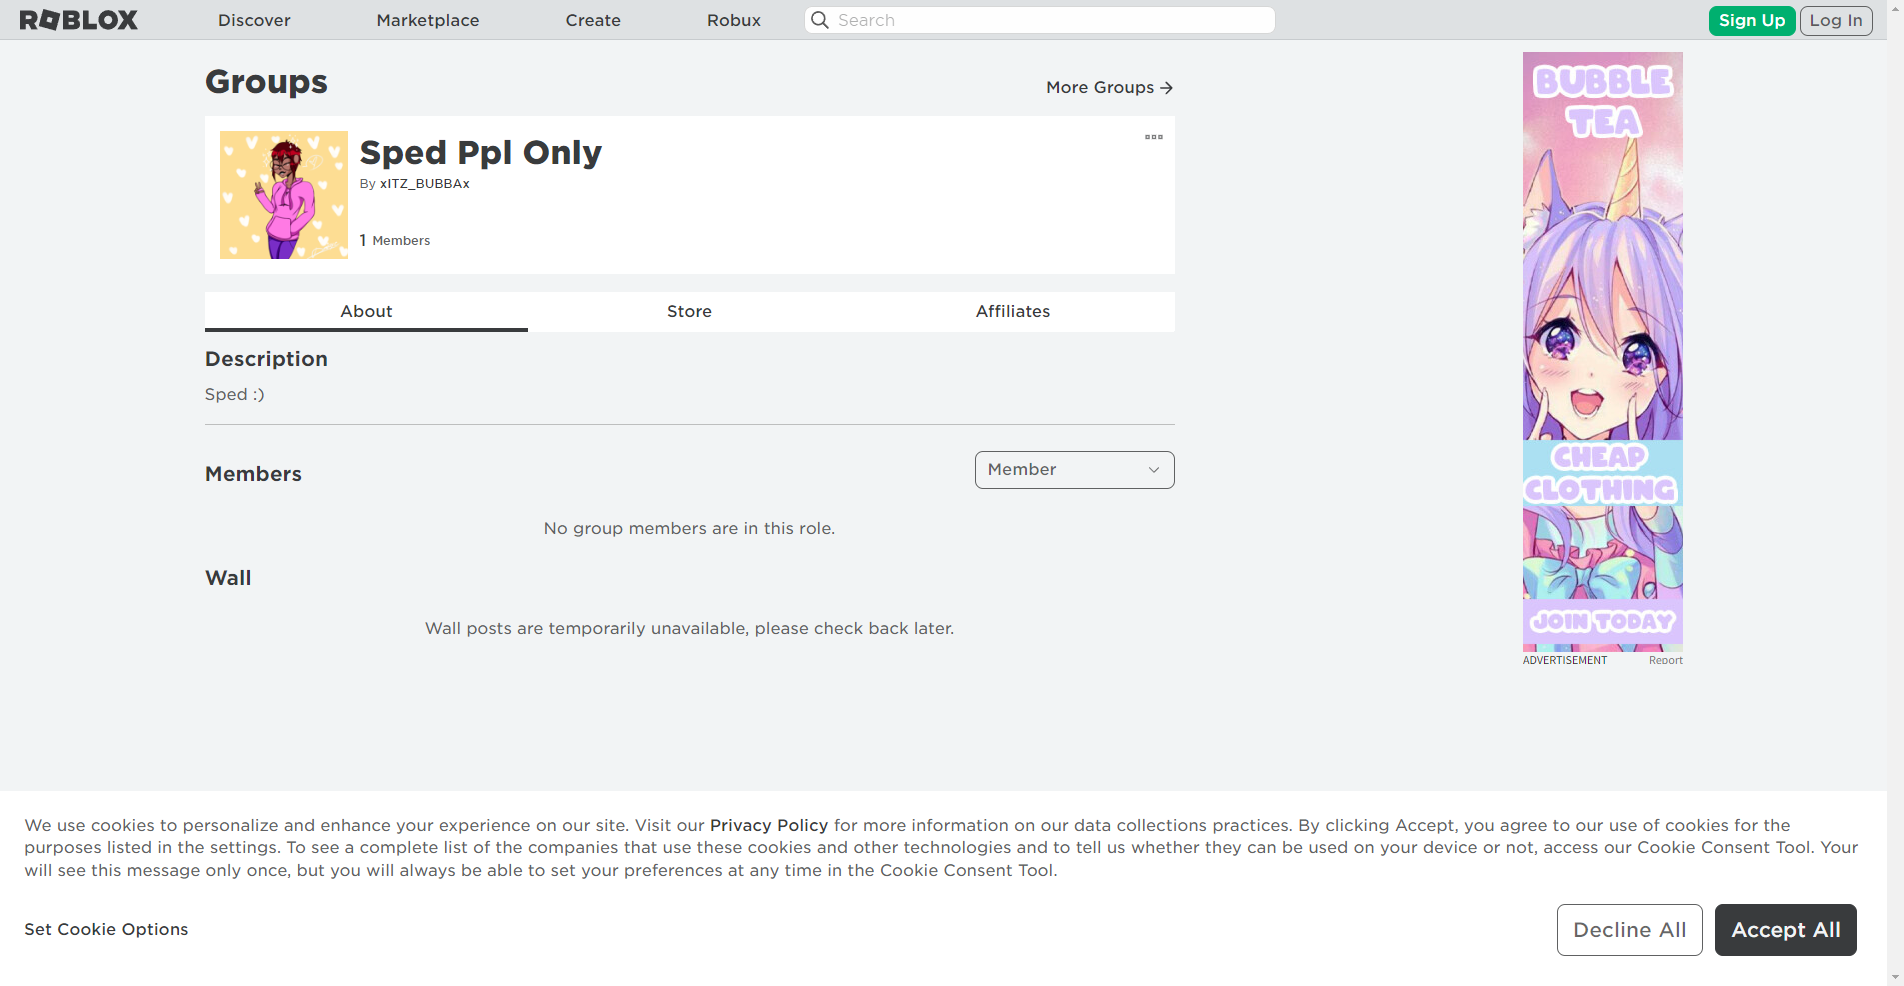 ROBLOX
Discover
Marketplace
Create
Robux
Search
Sign Up
Log In
Groups
More Groups →
Sped Ppl Only
By xITZ_BUBBAx
1 Members
About
Store
Affiliates
Description
Sped :)
Members
Member
No group members are in this role.
Wall
Wall posts are temporarily unavailable, please check back later.
BUBBLE
TEA
CHEAP
CLOTHING
JOIN TODAY
ADVERTISEMENT
Report
We use cookies to personalize and enhance your experience on our site. Visit our Privacy Policy for more information on our data collections practices. By clicking Accept, you agree to our use of cookies for the
purposes listed in the settings. To see a complete list of the companies that use these cookies and other technologies and to tell us whether they can be used on your device or not, access our Cookie Consent Tool. Your
will see this message only once, but you will always be able to set your preferences at any time in the Cookie Consent Tool.
Set Cookie Options
Decline All
Accept All